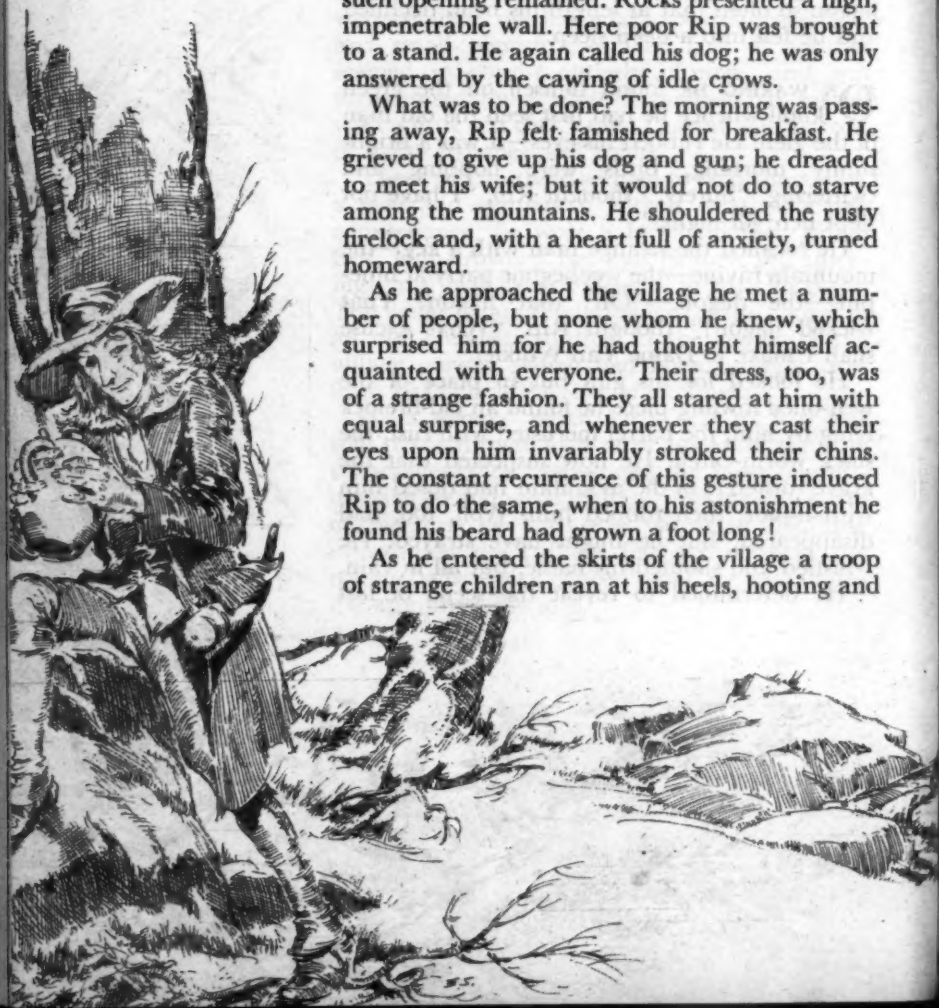 such opening remained. Rocks presented a high,
impenetrable wall. Here poor Rip was brought
to a stand. He again called his dog; he was only
answered by the cawing of idle crows.
What was to be done? The morning was pass-
ing away, Rip felt famished for breakfast. He
grieved to give up his dog and gun; he dreaded
to meet his wife; but it would not do to starve
among the mountains. He shouldered the rusty
firelock and, with a heart full of anxiety, turned
homeward.
As he approached the village he met a num-
ber of people, but none whom he knew, which
surprised him for he had thought himself ac-
quainted with everyone. Their dress, too, was
of a strange fashion. They all stared at him with
equal surprise, and whenever they cast their
eyes upon him invariably stroked their chins.
The constant recurrence of this gesture induced
Rip to do the same, when to his astonishment he
found his beard had grown a foot long!
As he entered the skirts of the village a troop
of strange children ran at his heels, hooting and